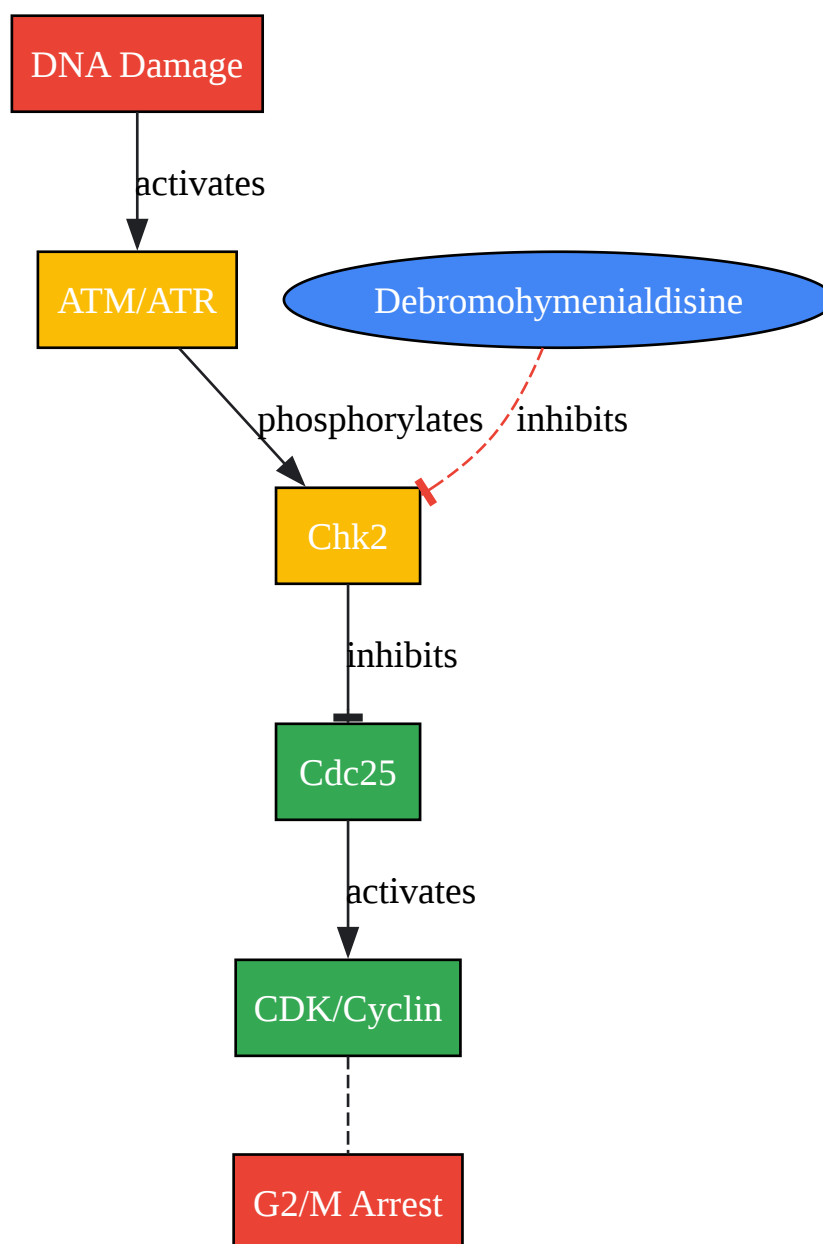 DNA Damage
activates
ATM/ATR
Debromohymenialdisine
phosphorylates
inhibits
Chk2
inhibits
Cdc25
activates
CDK/Cyclin
G2/M Arrest